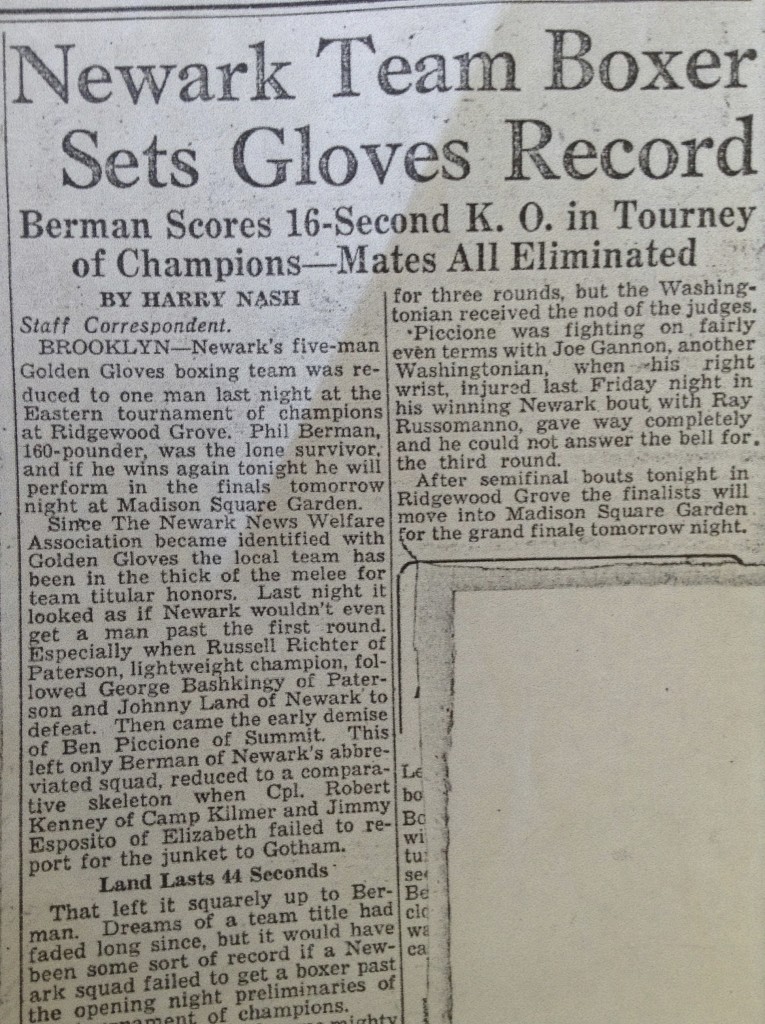 Newark Team Boxer
Sets Gloves Record
Berman Scores 16-Second K. O. in Tourney
of Champions—Mates All Eliminated
BY HARRY NASH
Staff Correspondent.
BROOKLYN—Newark's five-man
Golden Gloves boxing team was re-
duced to one man last night at the
Eastern tournament of champions
at Ridgewood Grove. Phil Berman,
160-pounder, was the lone survivor,
and if he wins again tonight he will
perform in the finals tomorrow
night at Madison Square Garden.
Since The Newark News Welfare
Association became identified with
Golden Gloves the local team has
been in the thick of the melee for
team titular honors. Last night it
looked as if Newark wouldn't even
get a man past the first round.
Especially when Russell Richter of
Paterson, lightweight champion, fol-
lowed George Bashkingy of Pater-
son and Johnny Land of Newark to
defeat. Then came the early demise
of Ben Piccione of Summit. This
left only Berman of Newark's abbre-
viated squad, reduced to a compara-
tive skeleton when Cpl. Robert
Kenney of Camp Kilmer and Jimmy
Esposito of Elizabeth failed to re-
port for the junket to Gotham.
Land Lasts 44 Seconds
That left it squarely up to Ber-
man. Dreams of a team title had
faded long since, but it would have
been some sort of record if a New-
ark squad failed to get a boxer past
the opening night preliminaries of
of champions.
mighty
for three rounds, but the Washing-
tonian received the nod of the judges.
Piccione was fighting on fairly
even terms with Joe Gannon, another
Washingtonian, when his right
wrist, injured last Friday night in
his winning Newark bout with Ray
Russomanno, gave way completely
and he could not answer the bell for
the third round.
After semifinal bouts tonight in
Ridgewood Grove the finalists will
move into Madison Square Garden
for the grand finale tomorrow night.
Le
bo
Bo
wi
tu
se
Be
clo
wa
ca